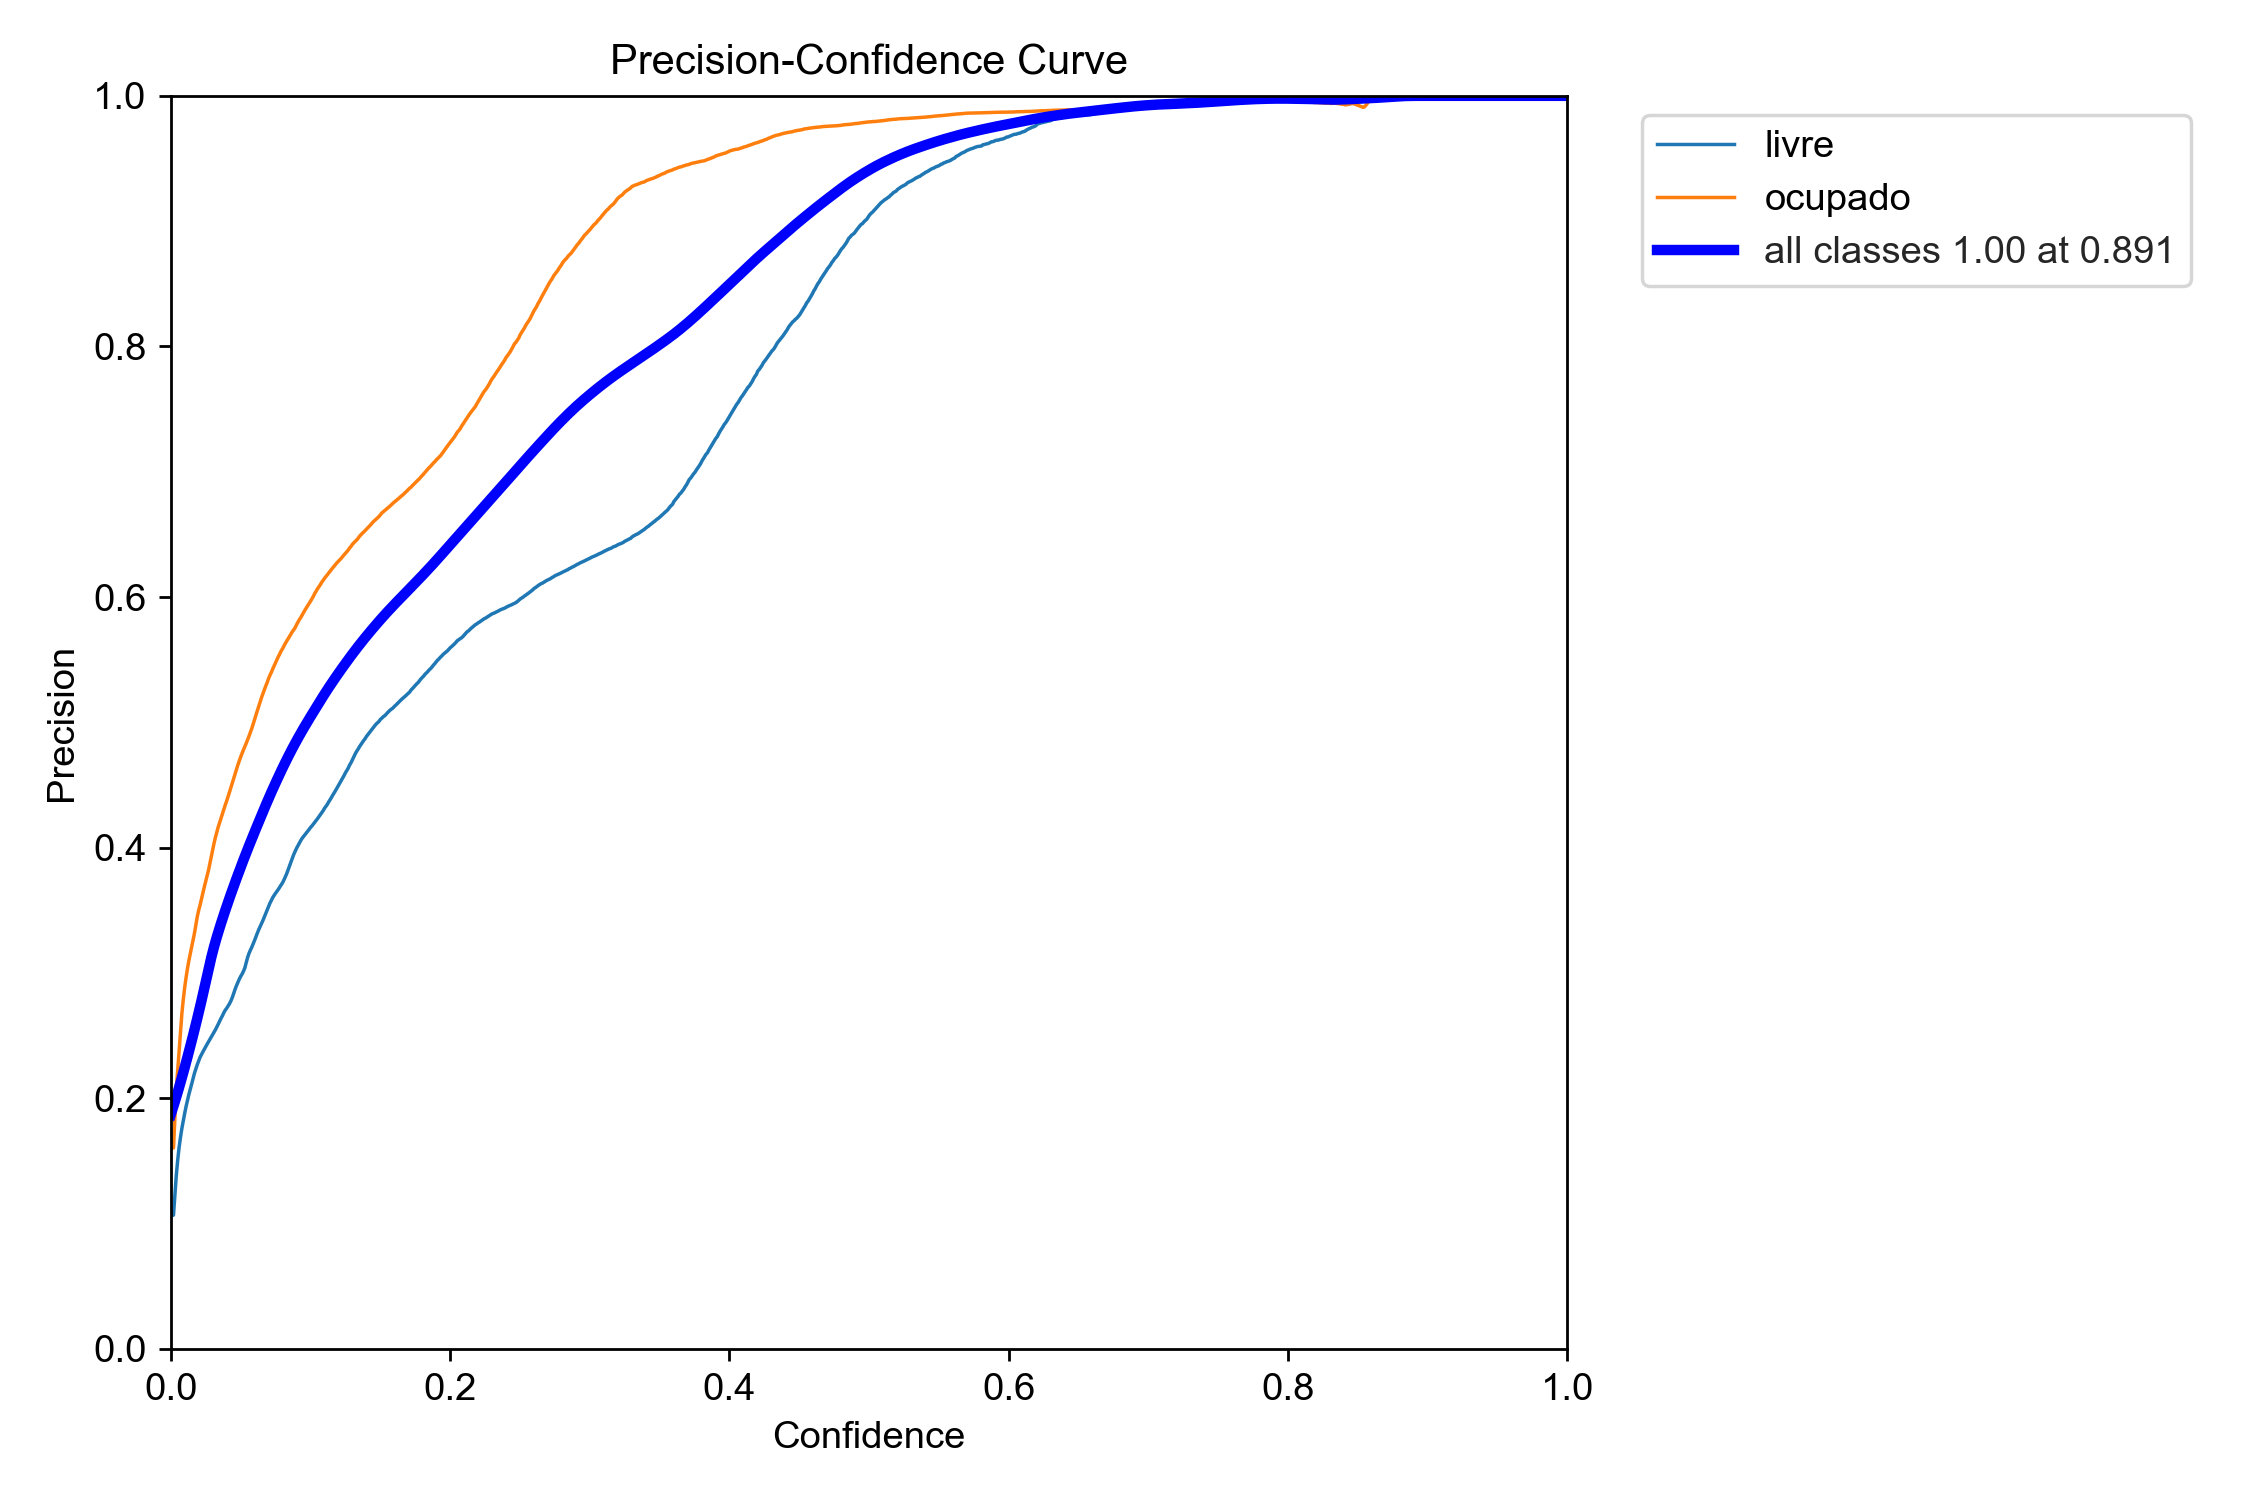 Precision-Confidence Curve
1.0
0.8
0.6
0.4
0.2
0.0
Precision
0.0 0.2 0.4 0.6 0.8 1.0
Confidence
livre
ocupado
all classes 1.00 at 0.891